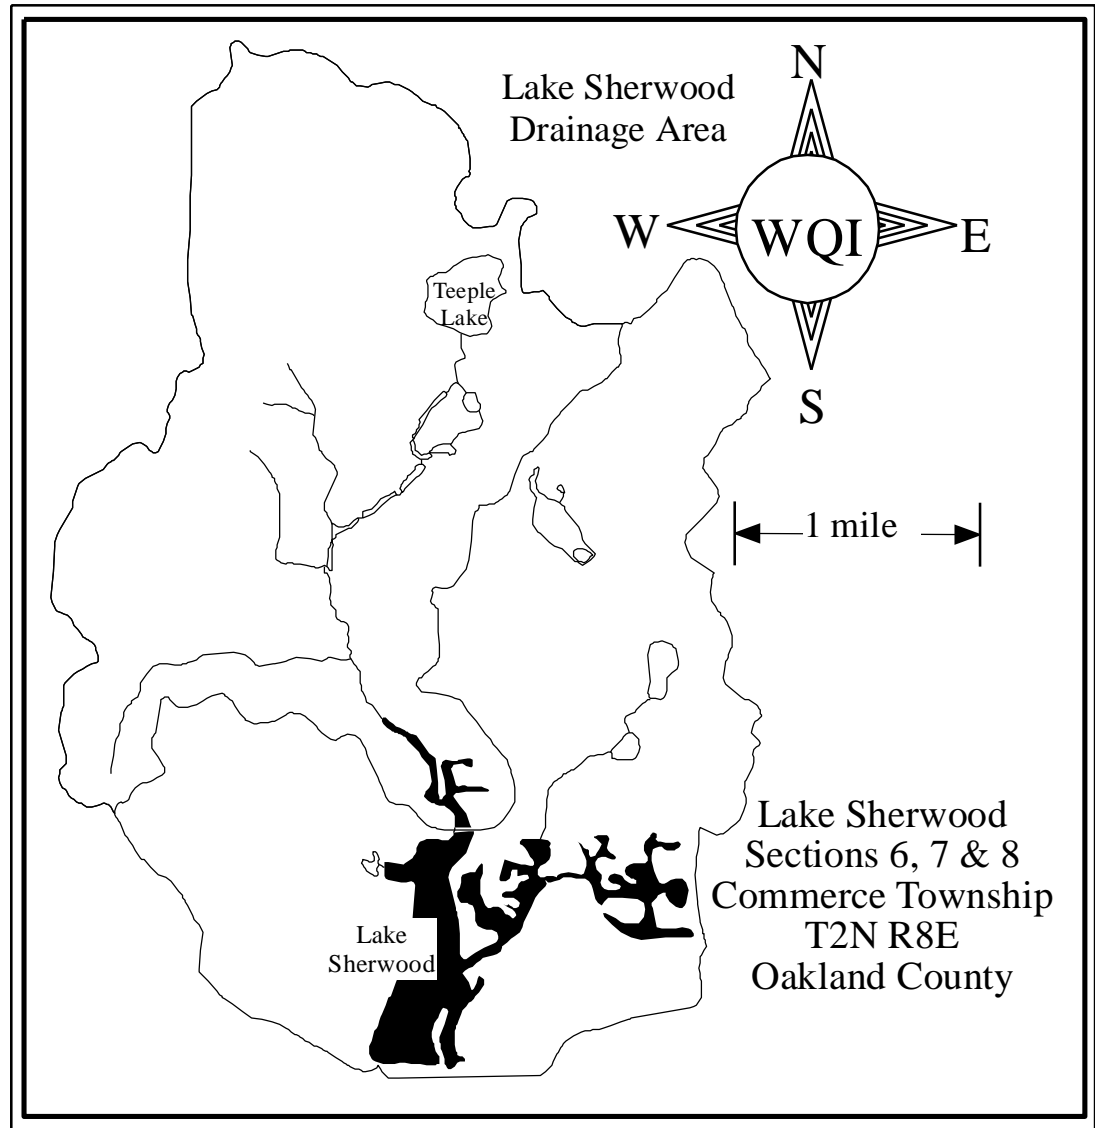 Lake Sherwood
Drainage Area
N
W
WQI
E
S
Teeple
Lake
1 mile
Lake Sherwood
Sections 6, 7 & 8
Commerce Township
T2N R8E
Oakland County
Lake
Sherwood